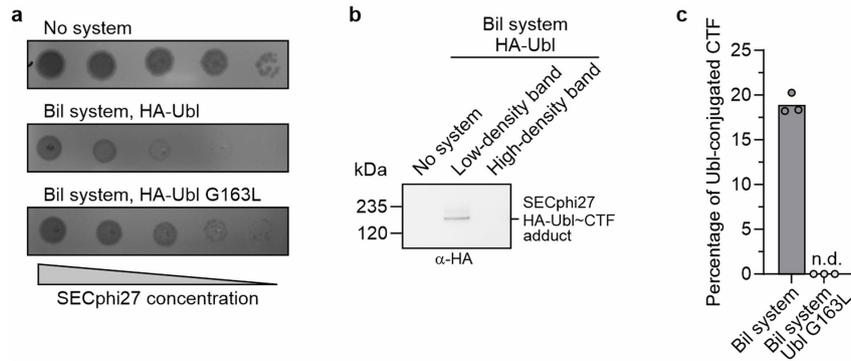 a
No system
Bil system, HA-Ubl
Bil system, HA-Ubl G163L
SECphi27 concentration
b
Bil system
HA-Ubl
No system
Low-density band
High-density band
kDa
235
120
SECphi27
HA-Ubl~CTF
adduct
α-HA
c
Percentage of Ubl-conjugated CTF
25
20
15
10
5
0
n.d.
Bil system
Bil system
Ubl G163L